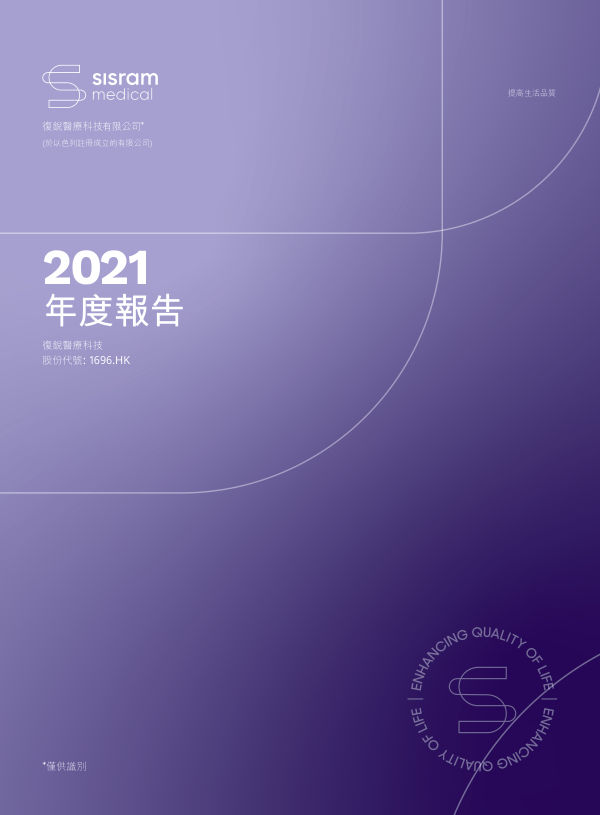 sısram
medical
提高生活品質
復銳醫療科技有限公司*
(於以色列註冊成立的有限公司)
2021
年度報告
復銳醫療科技
股份代號: 1696.HK
ENHANCING QUALITY OF LIFE | ENHANCING QUALITY OF LIFE |
*僅供識別